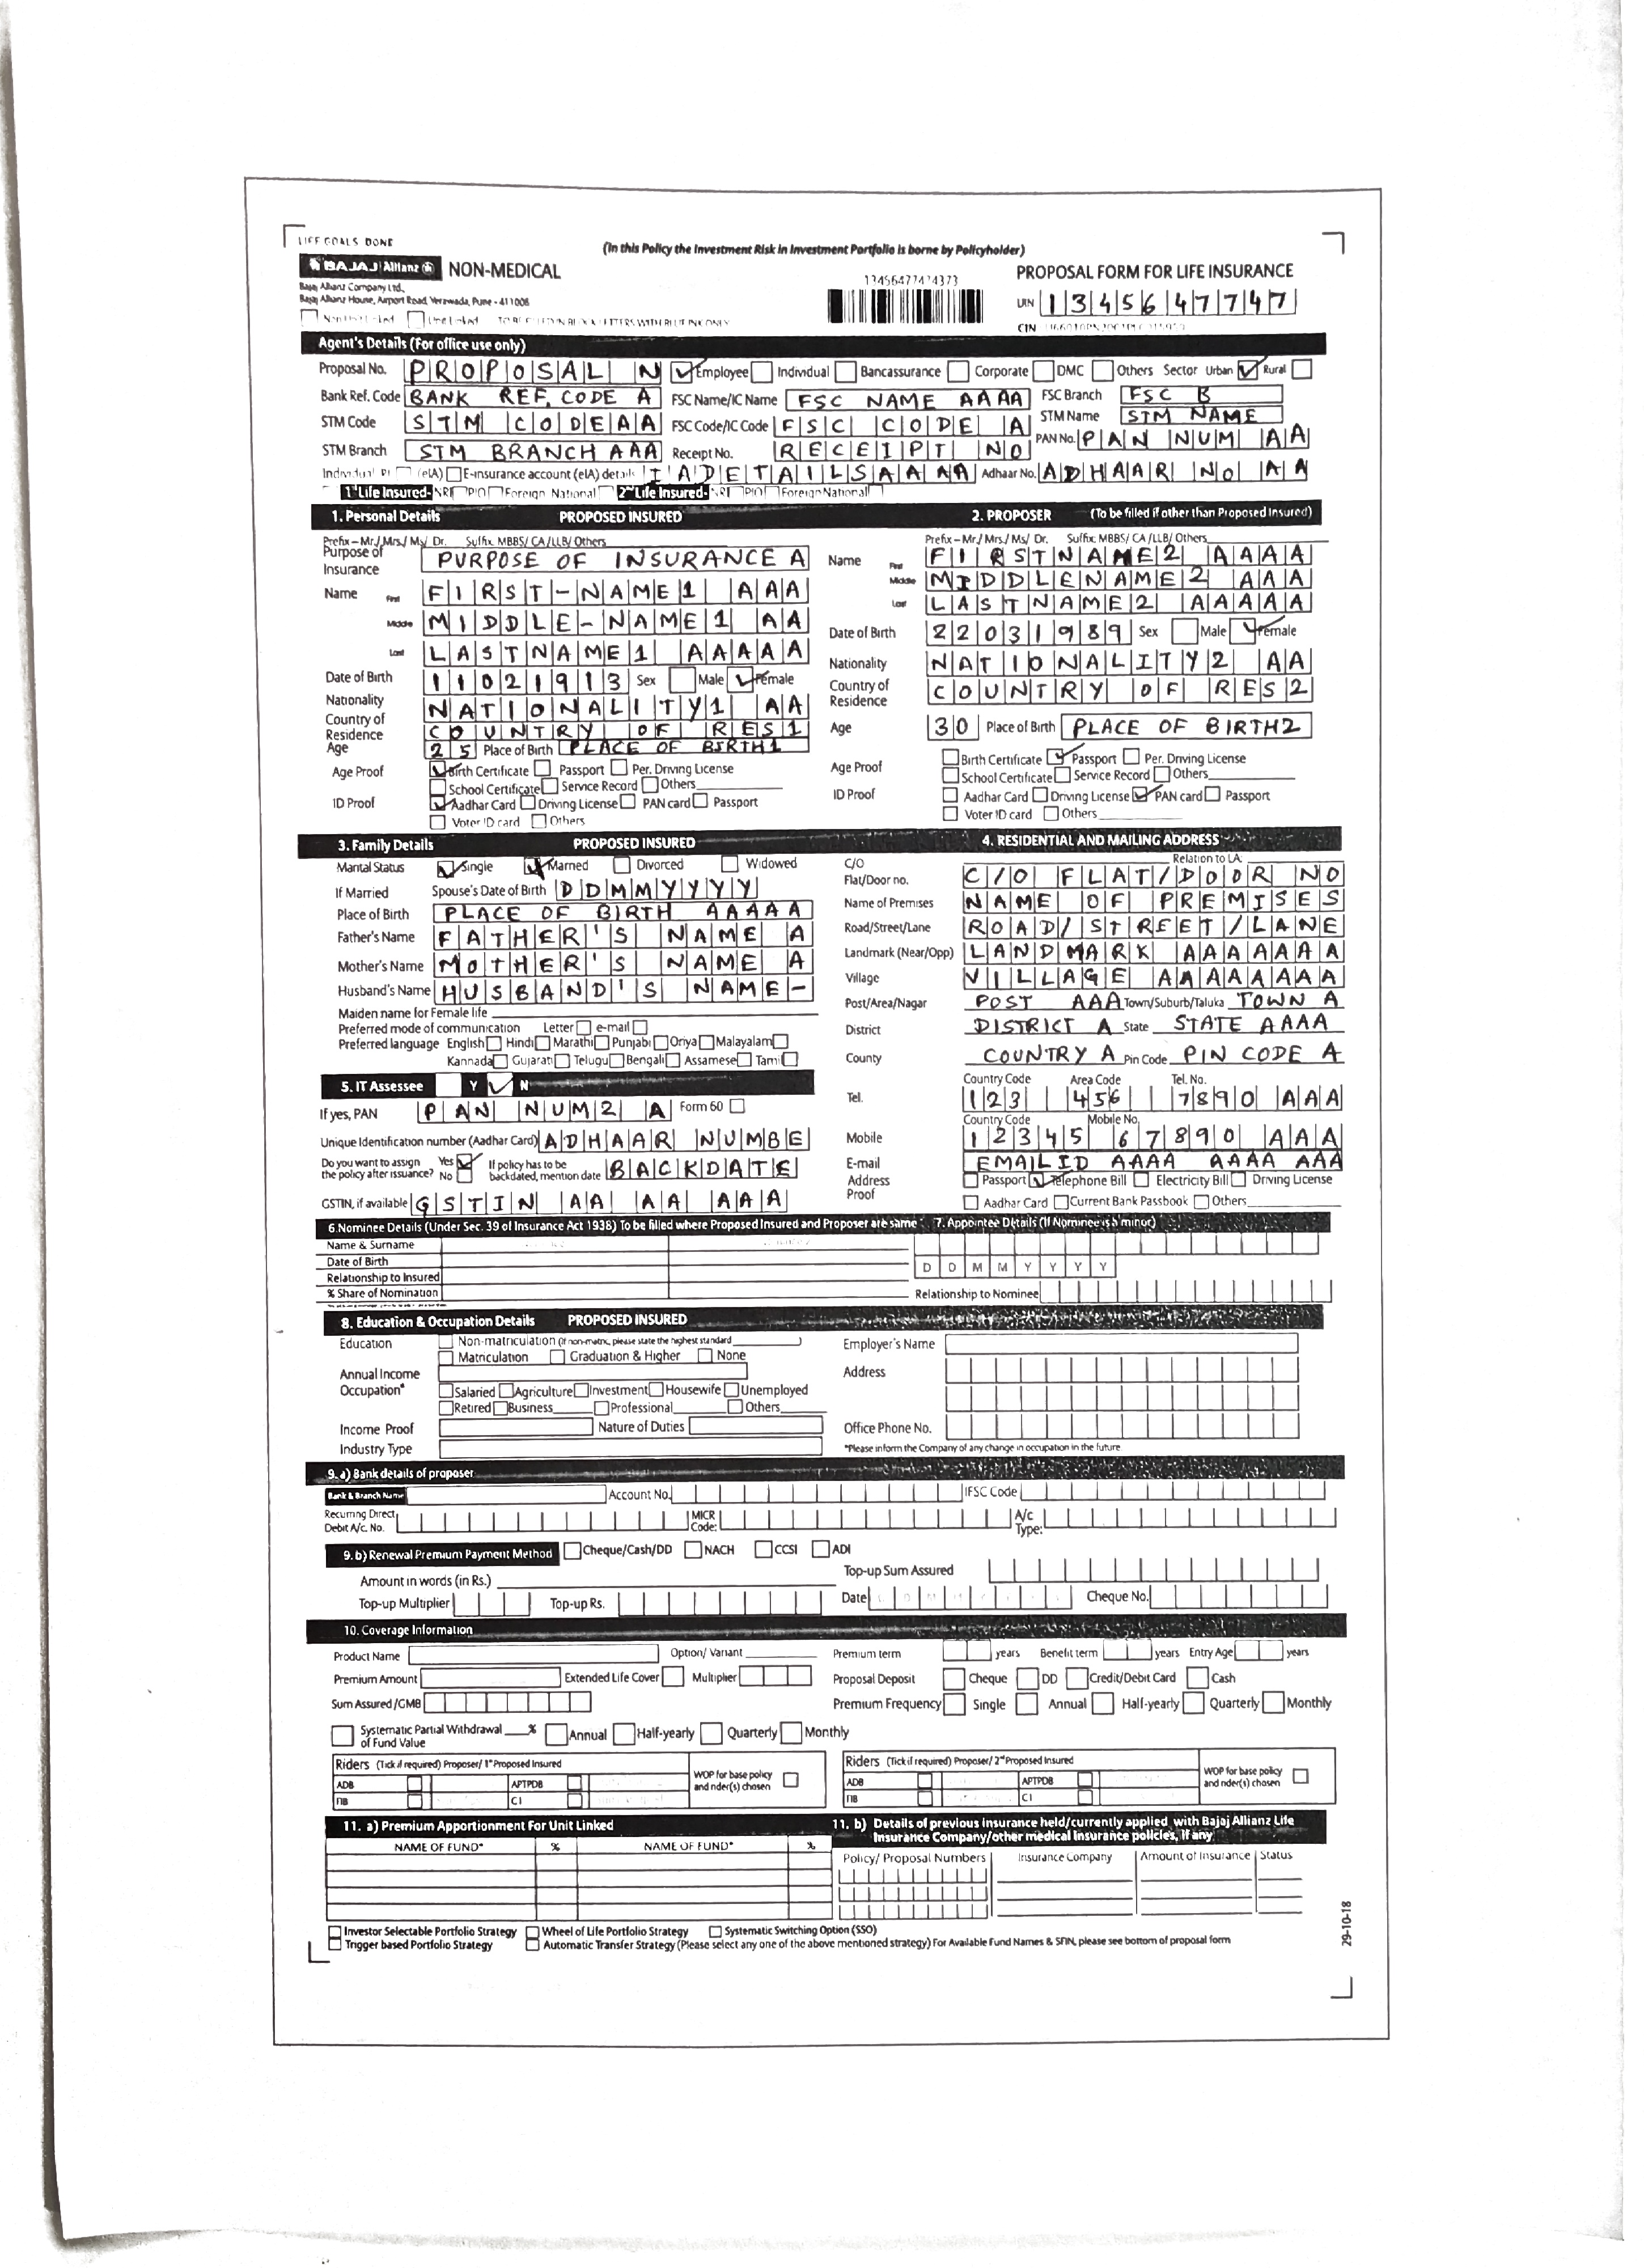 LIFE GOALS DONE
(In this Policy the Investment Risk in Investment Portfolio is borne by Policyholder)
BAJAJ Allianz NON-MEDICAL
13456477474373
PROPOSAL FORM FOR LIFE INSURANCE
Bajaj Allianz Company Ltd.,
Bajaj Allianz House, Airport Road, Yerawada, Pune - 411006
UIN 1345647747
CIN
Agent's Details (For office use only)
Proposal No. PROPOSAL N Employee Individual Bancassurance Corporate DMC Others Sector Urban Rural
Bank Ref. Code BANK REF. CODE A FSC Name/IC Name FSC NAME AAAA FSC Branch FSC B
STM Code STM CODEAA FSC Code/IC Code FSC CODE A STM Name STM NAME
STM Branch STM BRANCH AAA Receipt No. RECEIPT NO PAN No. PAN NUM AA
(eIA) E-insurance account (eIA) details IADETAILSAAAA Adhaar No. ADHAAR NO AA
1st Life Insured- NRI PIO Foreign National 2nd Life Insured- NRI PIO Foreign National
1. Personal Details PROPOSED INSURED
Prefix – Mr./ Mrs./ Ms/ Dr. Suffix. MBBS/ CA /LLB/ Others
Purpose of Insurance PURPOSE OF INSURANCE A
Name First FIRST-NAME1 AAA
Middle MIDDLE-NAME1 AA
Last LASTNAME1 AAAAA
Date of Birth 11021913 Sex Male Female
Nationality NATIONALITY1 AA
Country of Residence COUNTRY OF RES1
Age 25 Place of Birth PLACE OF BIRTH1
Age Proof Birth Certificate Passport Per. Driving License
School Certificate Service Record Others
ID Proof Aadhar Card Driving License PAN card Passport
Voter ID card Others
2. PROPOSER (To be filled if other than Proposed Insured)
Prefix – Mr./ Mrs./ Ms/ Dr. Suffix. MBBS/ CA /LLB/ Others
Name First FIRSTNAME2 AAAA
Middle MIDDLENAME2 AAA
Last LASTNAME2 AAAAA
Date of Birth 22031989 Sex Male Female
Nationality NATIONALITY2 AA
Country of Residence COUNTRY OF RES2
Age 30 Place of Birth PLACE OF BIRTH2
Age Proof Birth Certificate Passport Per. Driving License
School Certificate Service Record Others
ID Proof Aadhar Card Driving License PAN card Passport
Voter ID card Others
3. Family Details PROPOSED INSURED
Marital Status Single Married Divorced Widowed
If Married Spouse's Date of Birth DDMMYYYY
Place of Birth PLACE OF BIRTH AAAAA
Father's Name FATHER'S NAME A
Mother's Name MOTHER'S NAME A
Husband's Name HUSBAND'S NAME-
Maiden name for Female life
Preferred mode of communication Letter e-mail
Preferred language English Hindi Marathi Punjabi Oriya Malayalam
Kannada Gujarati Telugu Bengali Assamese Tamil
4. RESIDENTIAL AND MAILING ADDRESS
C/O Relation to LA:
Flat/Door no. C/O FLAT/DOOR NO
Name of Premises NAME OF PREMISES
Road/Street/Lane ROAD/STREET/LANE
Landmark (Near/Opp) LANDMARK AAAAAAA
Village VILLAGE AAAAAAAA
Post/Area/Nagar POST AAA Town/Suburb/Taluka TOWN A
District DISTRICT A State STATE AAAA
County COUNTRY A Pin Code PIN CODE A
Country Code Area Code Tel. No.
Tel. 123 456 7890 AAA
Country Code Mobile No.
Mobile 12345 67890 AAA
E-mail EMAILID AAAA AAAA AAA
Address Proof Passport Telephone Bill Electricity Bill Driving License
Aadhar Card Current Bank Passbook Others
5. IT Assessee Y N
If yes, PAN PAN NUM2 A Form 60
Unique Identification number (Aadhar Card) ADHAAR NUMBE
Do you want to assign the policy after issuance? Yes No If policy has to be backdated, mention date BACKDATE
GSTIN, if available GSTIN AA AA AAA
6.Nominee Details (Under Sec. 39 of Insurance Act 1938) To be filled where Proposed Insured and Proposer are same 7. Appointee Details (If Nominee is a minor)
Name & Surname
Date of Birth D D M M Y Y Y Y
Relationship to Insured
% Share of Nomination Relationship to Nominee
8. Education & Occupation Details PROPOSED INSURED
Education Non-matriculation (If non-matric, please state the highest standard ) Employer's Name
Matriculation Graduation & Higher None
Annual Income Address
Occupation* Salaried Agriculture Investment Housewife Unemployed
Retired Business Professional Others
Income Proof Nature of Duties Office Phone No.
Industry Type *Please inform the Company of any change in occupation in the future
9. a) Bank details of proposer
Bank & Branch Name Account No. IFSC Code
Recurring Direct Debit A/c. No. MICR Code: A/c Type:
9. b) Renewal Premium Payment Method Cheque/Cash/DD NACH CCSI ADI
Amount in words (in Rs.) Top-up Sum Assured
Top-up Multiplier Top-up Rs. Date Cheque No.
10. Coverage Information
Product Name Option/ Variant Premium term years Benefit term years Entry Age years
Premium Amount Extended Life Cover Multiplier Proposal Deposit Cheque DD Credit/Debit Card Cash
Sum Assured /GMB Premium Frequency Single Annual Half-yearly Quarterly Monthly
Systematic Partial Withdrawal % of Fund Value Annual Half-yearly Quarterly Monthly
Riders (Tick if required) Proposer/ 1st Proposed Insured
ADB APTPDB WOP for base policy and rider(s) chosen
FIB CI
Riders (Tick if required) Proposer/ 2nd Proposed Insured
ADB APTPDB WOP for base policy and rider(s) chosen
FIB CI
11. a) Premium Apportionment For Unit Linked
NAME OF FUND* % NAME OF FUND* %
11. b) Details of previous insurance held/currently applied with Bajaj Allianz Life Insurance Company/other medical insurance policies, If any
Policy/ Proposal Numbers Insurance Company Amount of Insurance Status
Investor Selectable Portfolio Strategy Wheel of Life Portfolio Strategy Systematic Switching Option (SSO)
Trigger based Portfolio Strategy Automatic Transfer Strategy (Please select any one of the above mentioned strategy) For Available Fund Names & SFIN, please see bottom of proposal form
29-10-18